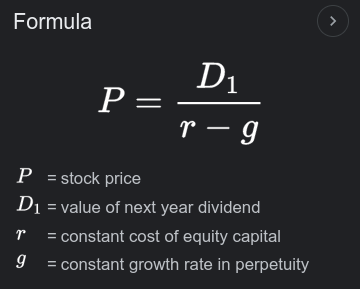 Formula
P = D₁ / (r − g)
P = stock price
D₁ = value of next year dividend
r = constant cost of equity capital
g = constant growth rate in perpetuity